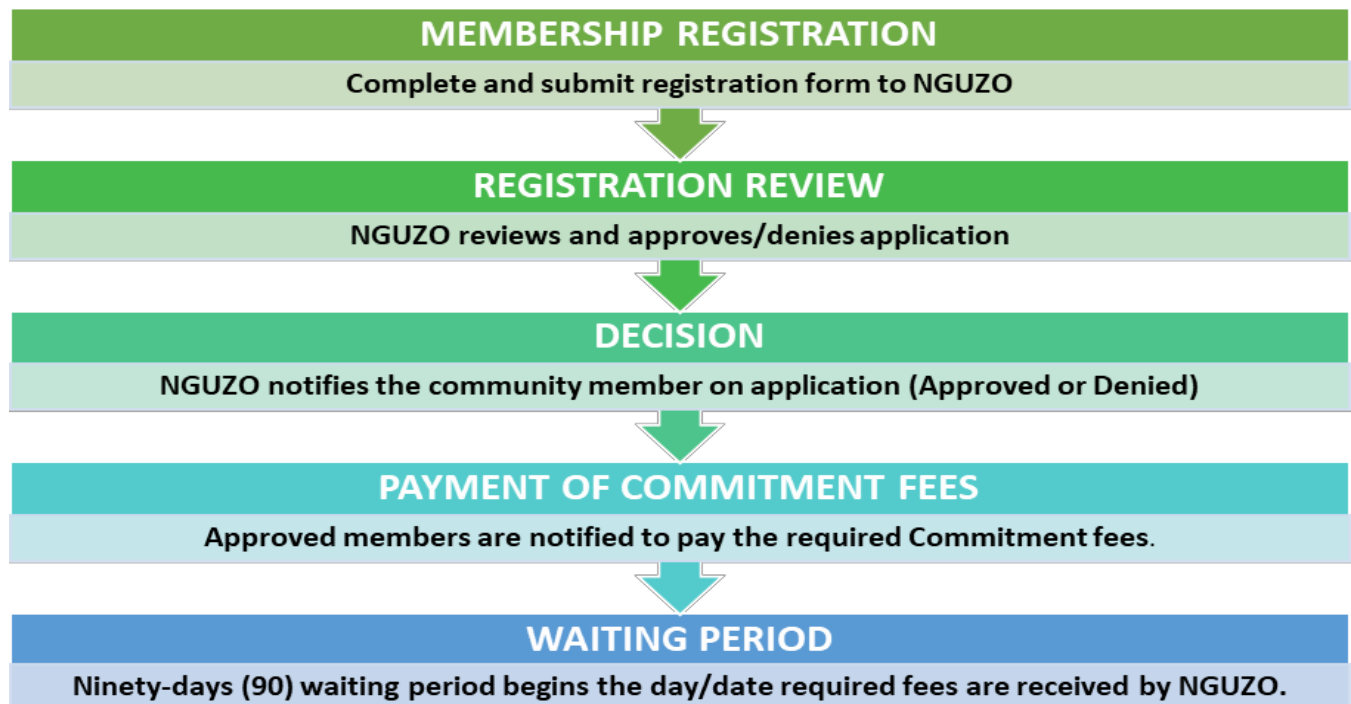 MEMBERSHIP REGISTRATION
Complete and submit registration form to NGUZO
REGISTRATION REVIEW
NGUZO reviews and approves/denies application
DECISION
NGUZO notifies the community member on application (Approved or Denied)
PAYMENT OF COMMITMENT FEES
Approved members are notified to pay the required Commitment fees.
WAITING PERIOD
Ninety-days (90) waiting period begins the day/date required fees are received by NGUZO.